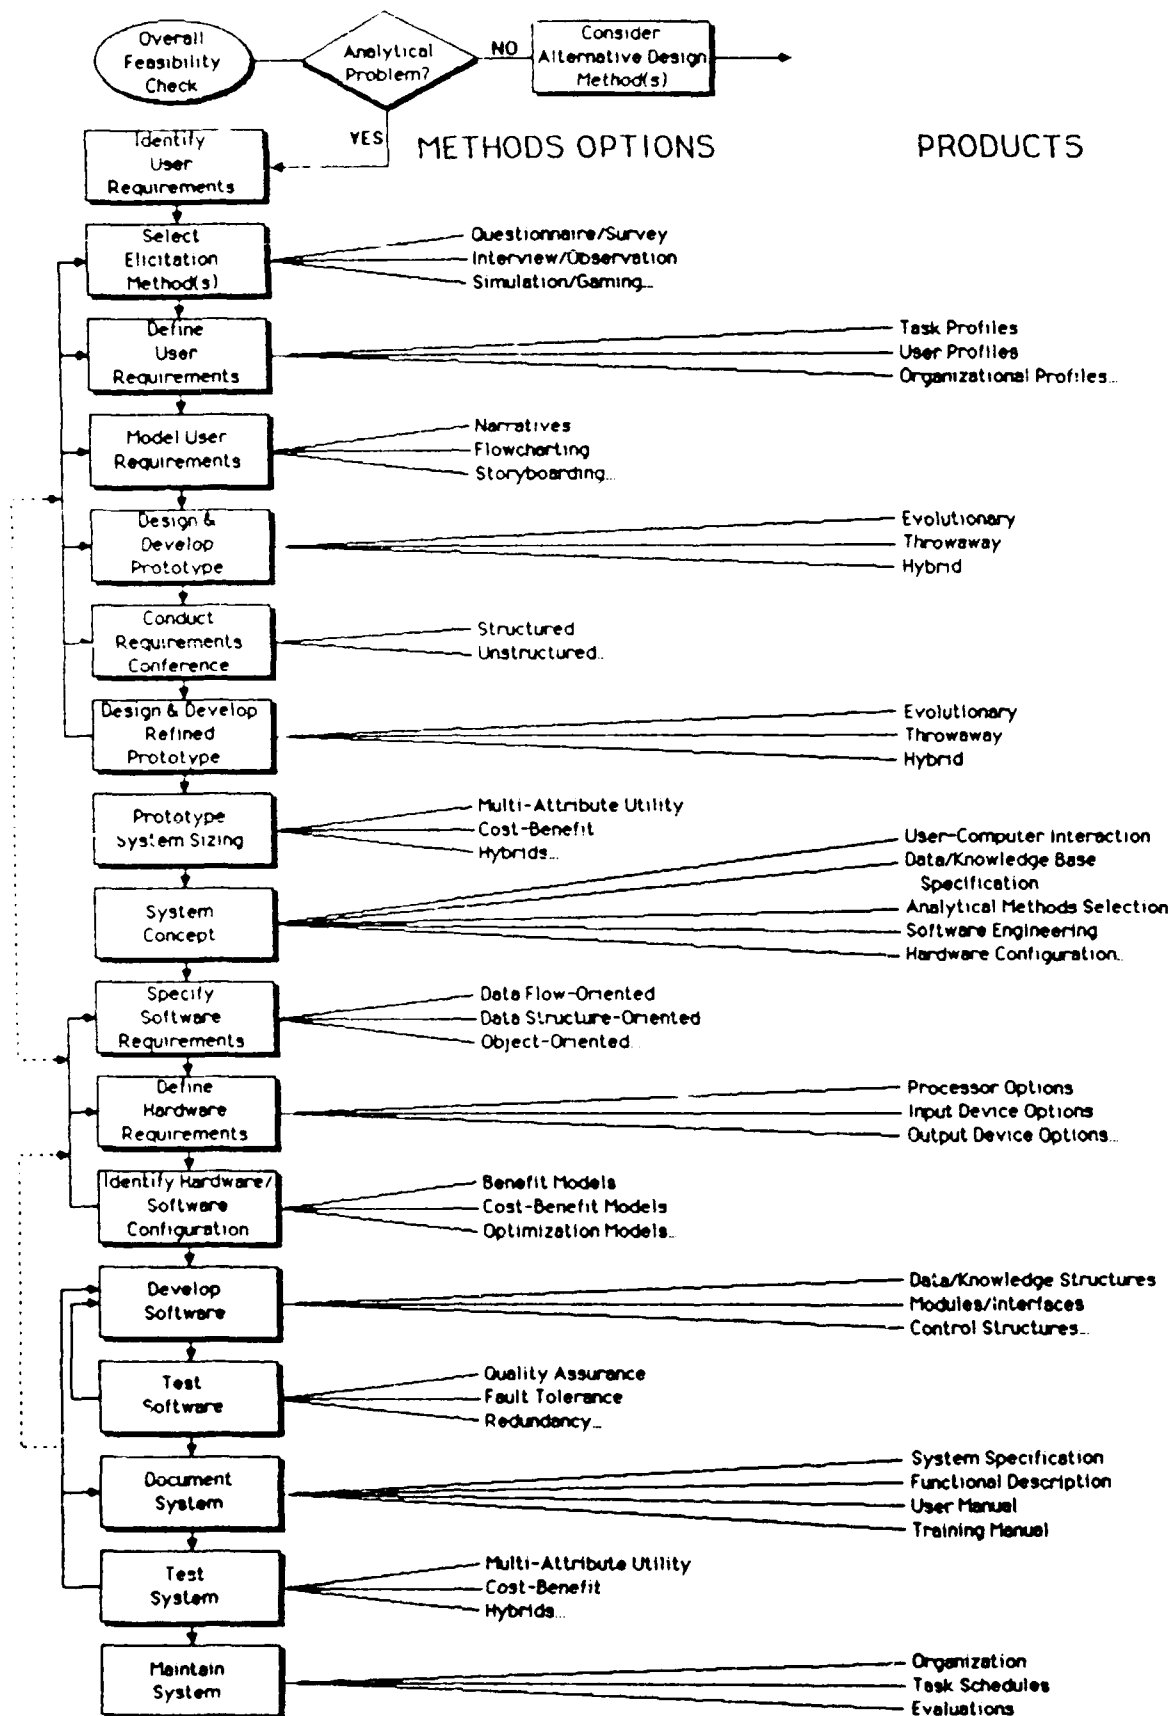 Overall
Feasibility
Check
Analytical
Problem?
NO
Consider
Alternative Design
Method(s)
YES
METHODS OPTIONS
PRODUCTS
Identify
User
Requirements
Select
Elicitation
Method(s)
Questionnaire/Survey
Interview/Observation
Simulation/Gaming...
Define
User
Requirements
Task Profiles
User Profiles
Organizational Profiles...
Model User
Requirements
Narratives
Flowcharting
Storyboarding...
Design &
Develop
Prototype
Evolutionary
Throwaway
Hybrid
Conduct
Requirements
Conference
Structured
Unstructured...
Design & Develop
Refined
Prototype
Evolutionary
Throwaway
Hybrid
Prototype
System Sizing
Multi-Attribute Utility
Cost-Benefit
Hybrids...
System
Concept
User-Computer Interaction
Data/Knowledge Base
Specification
Analytical Methods Selection
Software Engineering
Hardware Configuration...
Specify
Software
Requirements
Data Flow-Oriented
Data Structure-Oriented
Object-Oriented...
Define
Hardware
Requirements
Processor Options
Input Device Options
Output Device Options...
Identify Hardware/
Software
Configuration
Benefit Models
Cost-Benefit Models
Optimization Models...
Develop
Software
Data/Knowledge Structures
Modules/Interfaces
Control Structures...
Test
Software
Quality Assurance
Fault Tolerance
Redundancy...
Document
System
System Specification
Functional Description
User Manual
Training Manual
Test
System
Multi-Attribute Utility
Cost-Benefit
Hybrids...
Maintain
System
Organization
Task Schedules
Evaluations